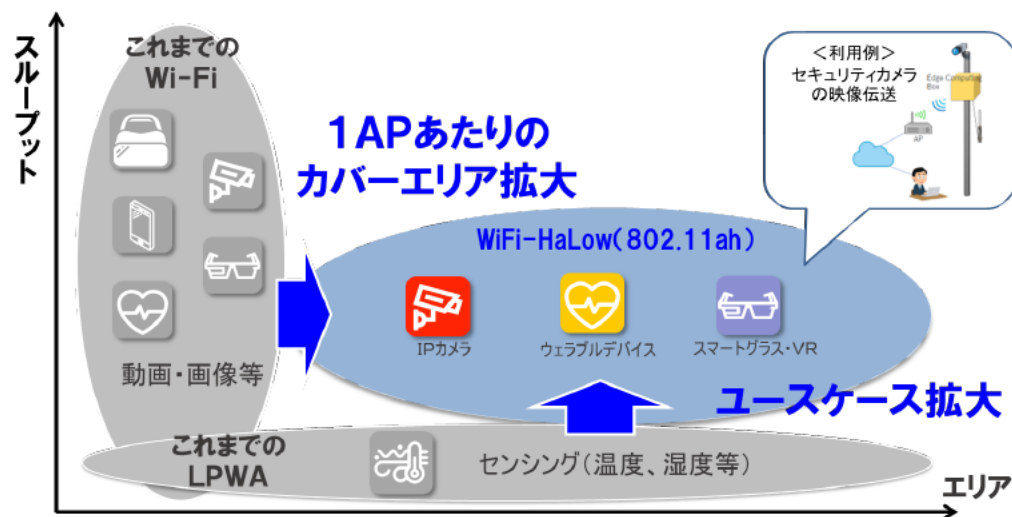 スループット
これまでの
Wi-Fi
動画・画像等
1APあたりの
カバーエリア拡大
＜利用例＞
セキュリティカメラ
の映像伝送
Edge Computing
Box
AP
WiFi-HaLow(802.11ah)
IPカメラ
ウェラブルデバイス
スマートグラス・VR
ユースケース拡大
これまでの
LPWA
センシング(温度、湿度等)
エリア